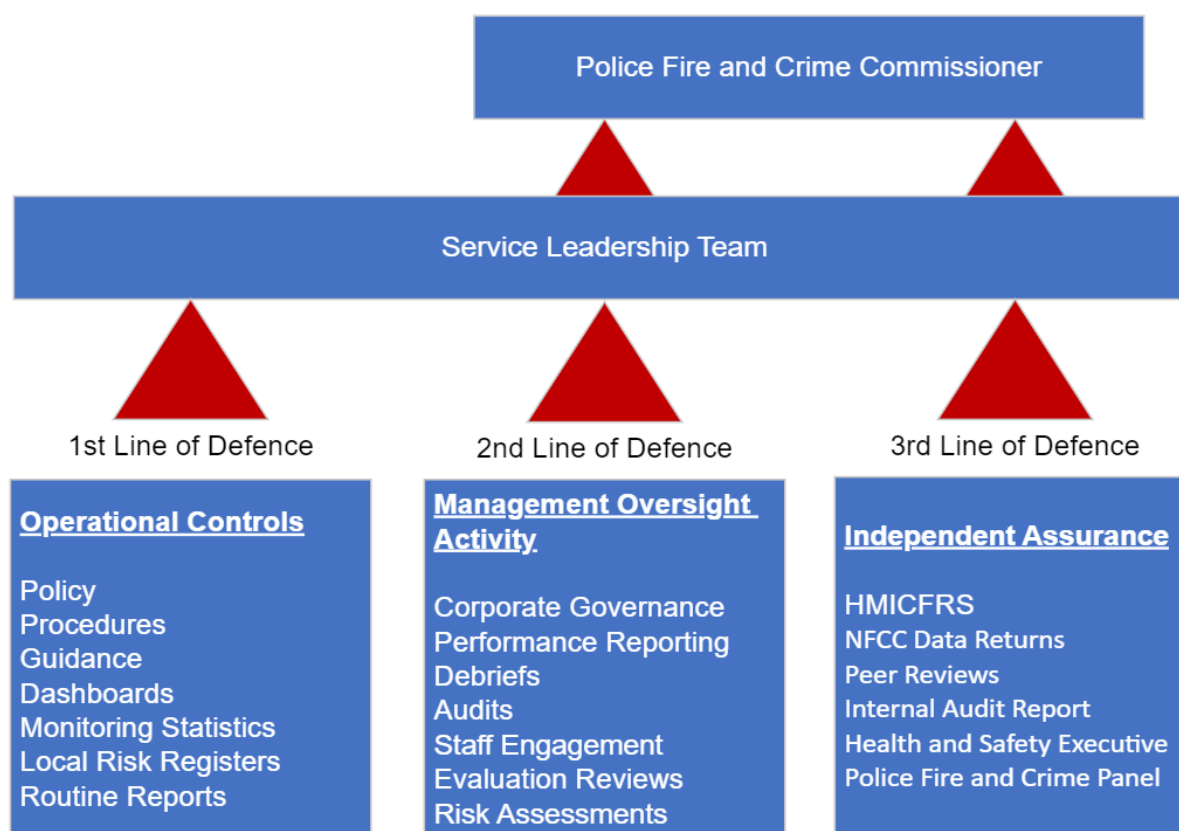 Police Fire and Crime Commissioner
Service Leadership Team
1st Line of Defence
2nd Line of Defence
3rd Line of Defence
Operational Controls
Policy
Procedures
Guidance
Dashboards
Monitoring Statistics
Local Risk Registers
Routine Reports
Management Oversight
Activity
Corporate Governance
Performance Reporting
Debriefs
Audits
Staff Engagement
Evaluation Reviews
Risk Assessments
Independent Assurance
HMICFRS
NFCC Data Returns
Peer Reviews
Internal Audit Report
Health and Safety Executive
Police Fire and Crime Panel